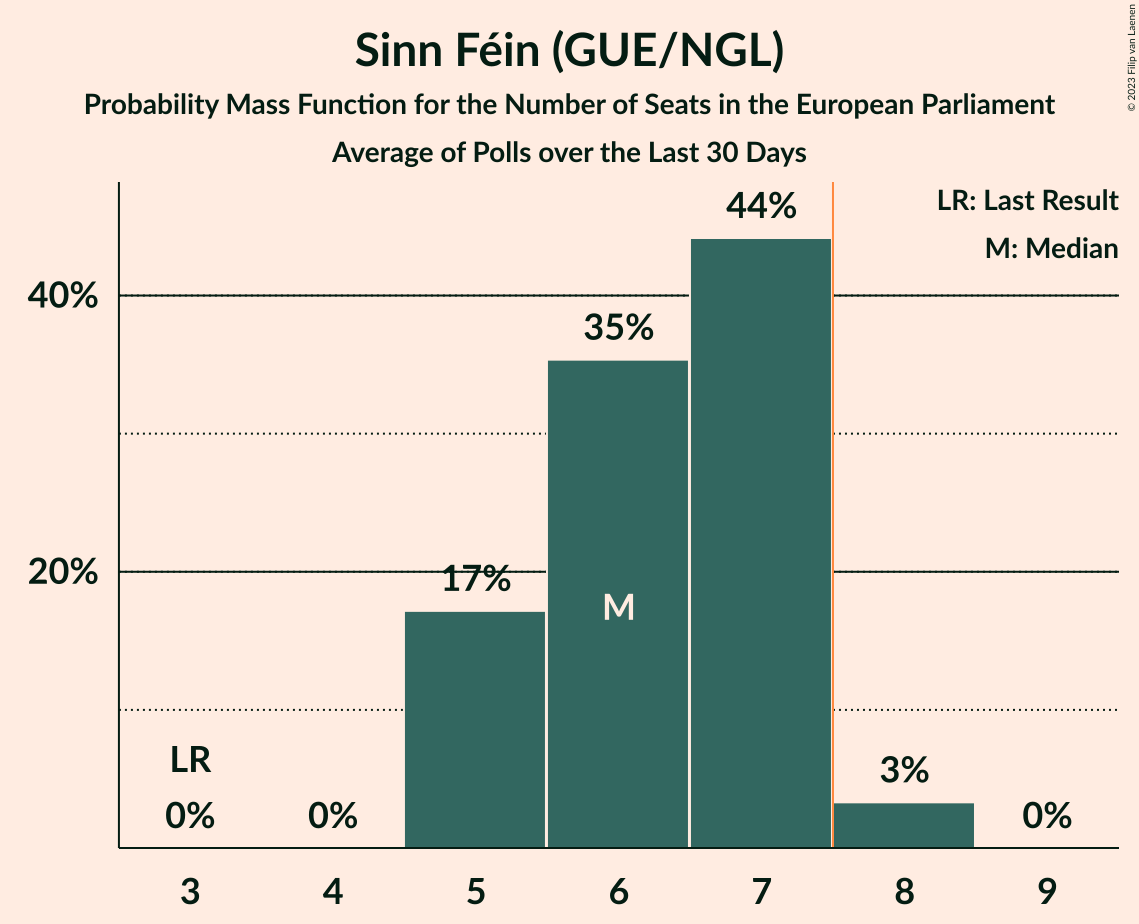 Sinn Féin (GUE/NGL)
Probability Mass Function for the Number of Seats in the European Parliament
Average of Polls over the Last 30 Days
© 2023 Filip van Laenen
LR: Last Result
M: Median
44%
40%
35%
20%
17%
M
LR
3%
0%
0%
0%
3
4
5
6
7
8
9